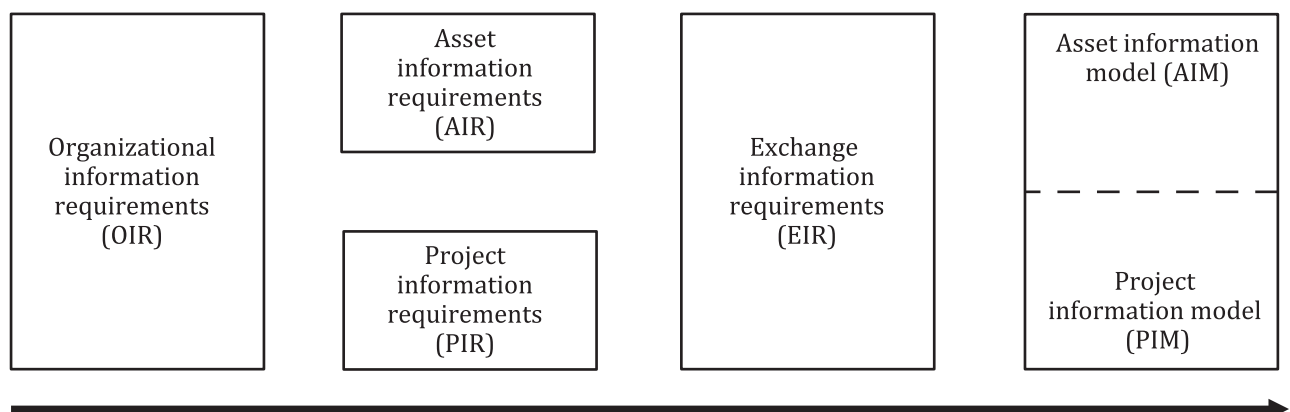 Organizational
information
requirements
(OIR)
Asset
information
requirements
(AIR)
Project
information
requirements
(PIR)
Exchange
information
requirements
(EIR)
Asset information
model (AIM)
Project
information model
(PIM)